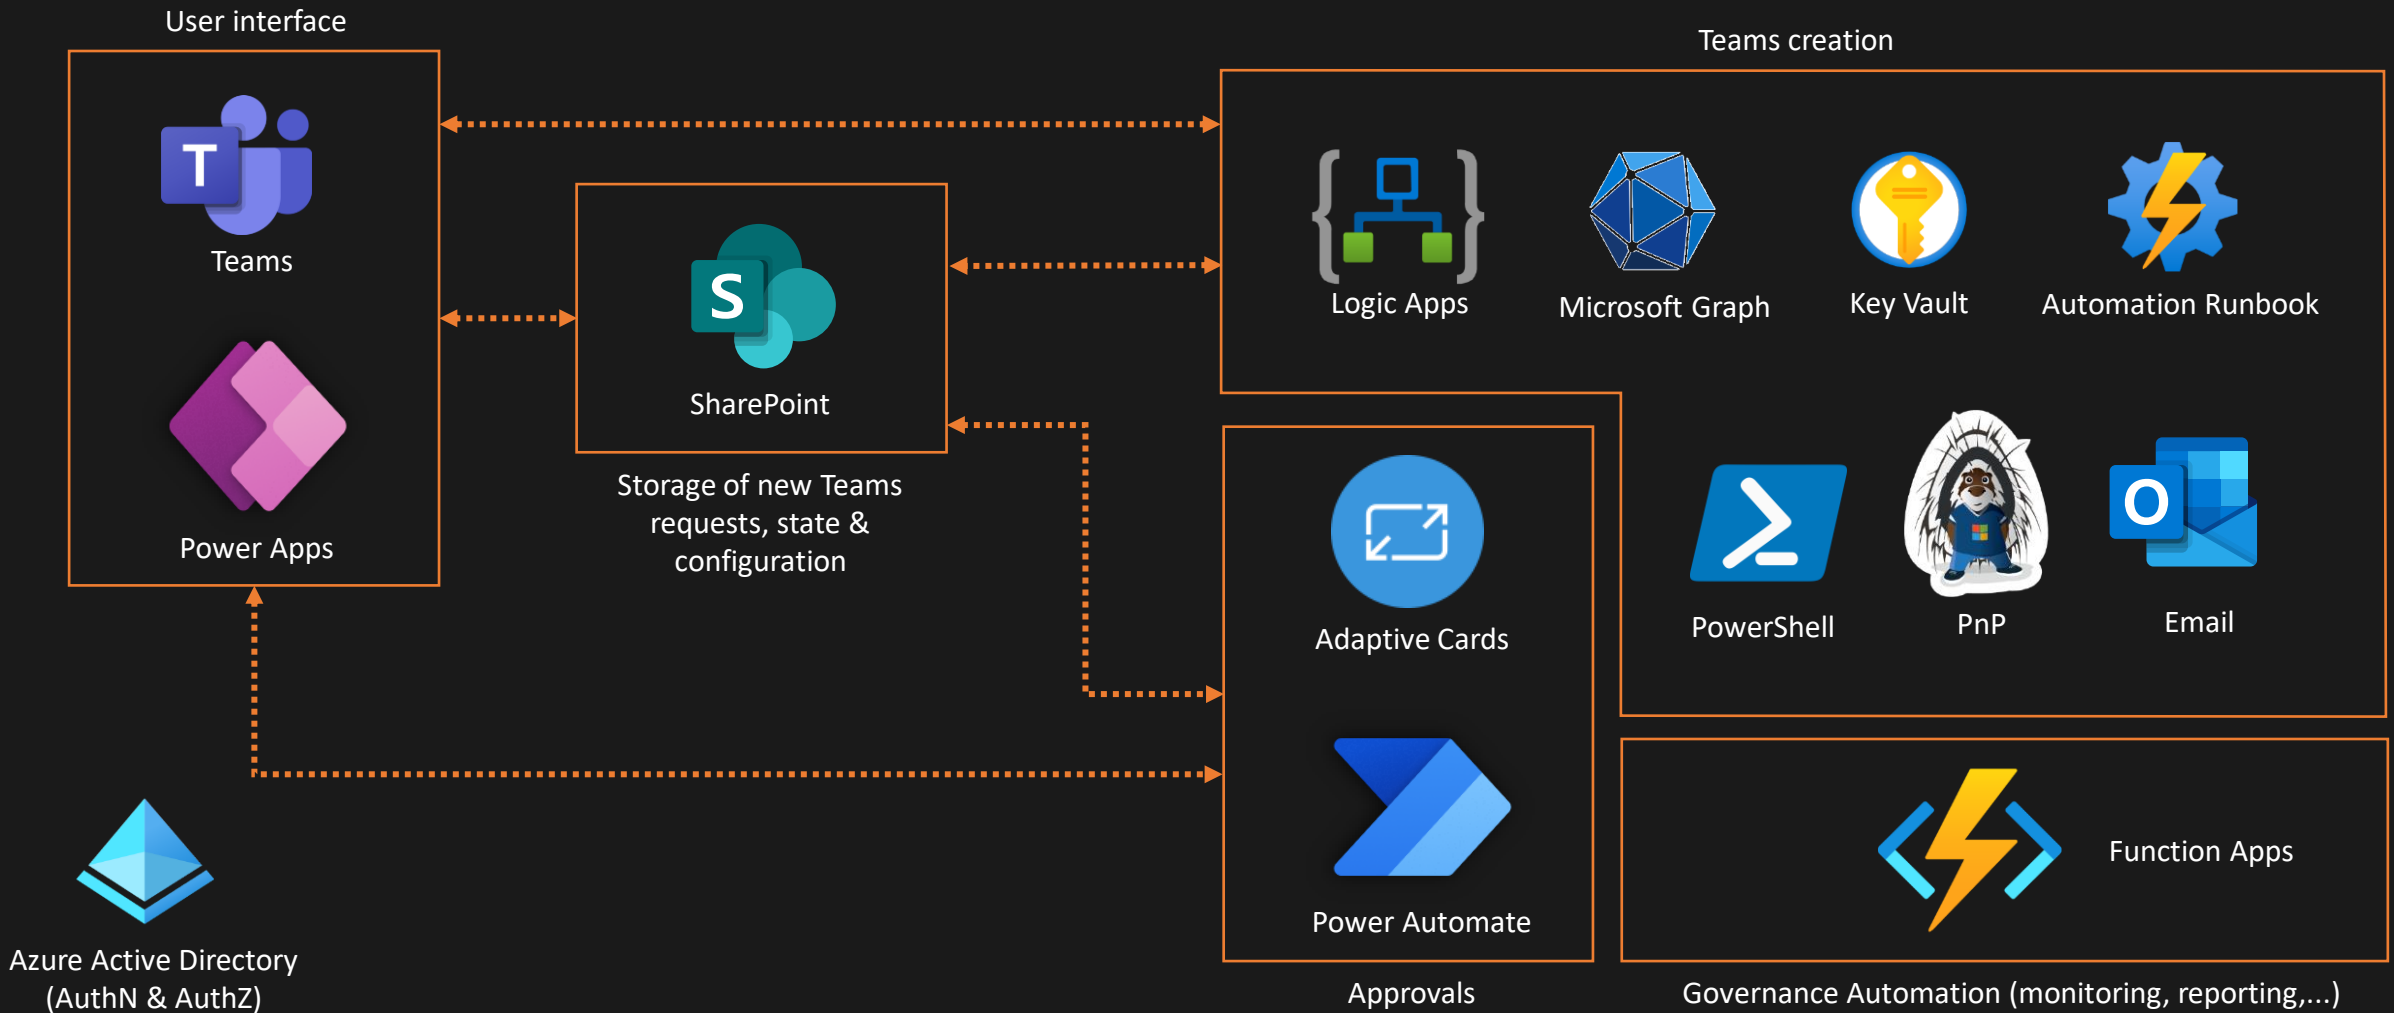 User interface
Teams
Power Apps
T
S
SharePoint
Storage of new Teams
requests, state &
configuration
Teams creation
Logic Apps
Microsoft Graph
Key Vault
Automation Runbook
PowerShell
PnP
O
Email
Adaptive Cards
Power Automate
Approvals
Function Apps
Governance Automation (monitoring, reporting,...)
Azure Active Directory
(AuthN & AuthZ)